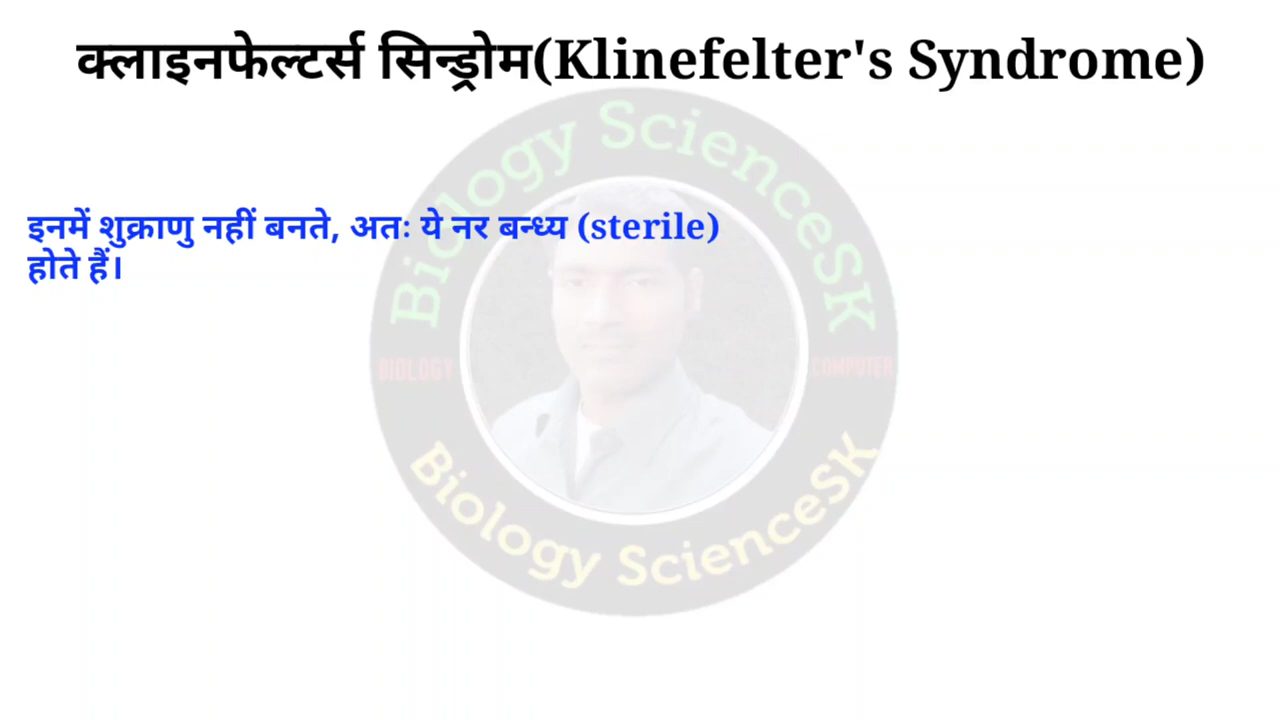 क्लाइनफेल्टर्स सिन्ड्रोम(Klinefelter's Syndrome)
Biology ScienceSK
इनमें शुक्राणु नहीं बनते, अतः ये नर बन्ध्य (sterile)
होते हैं।
BIOLOGY
COMPUTER
Biology ScienceSK